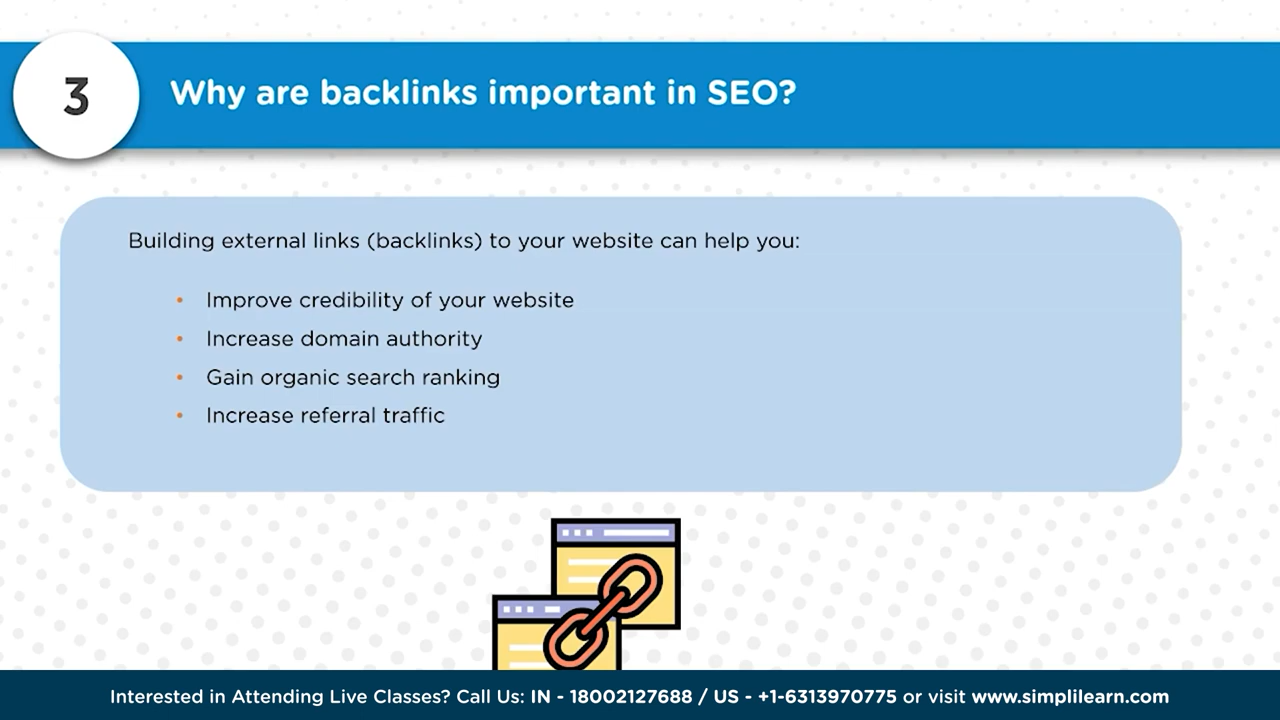 3
Why are backlinks important in SEO?
Building external links (backlinks) to your website can help you:
• Improve credibility of your website
• Increase domain authority
• Gain organic search ranking
• Increase referral traffic
Interested in Attending Live Classes? Call Us: IN - 18002127688 / US - +1-6313970775 or visit www.simplilearn.com